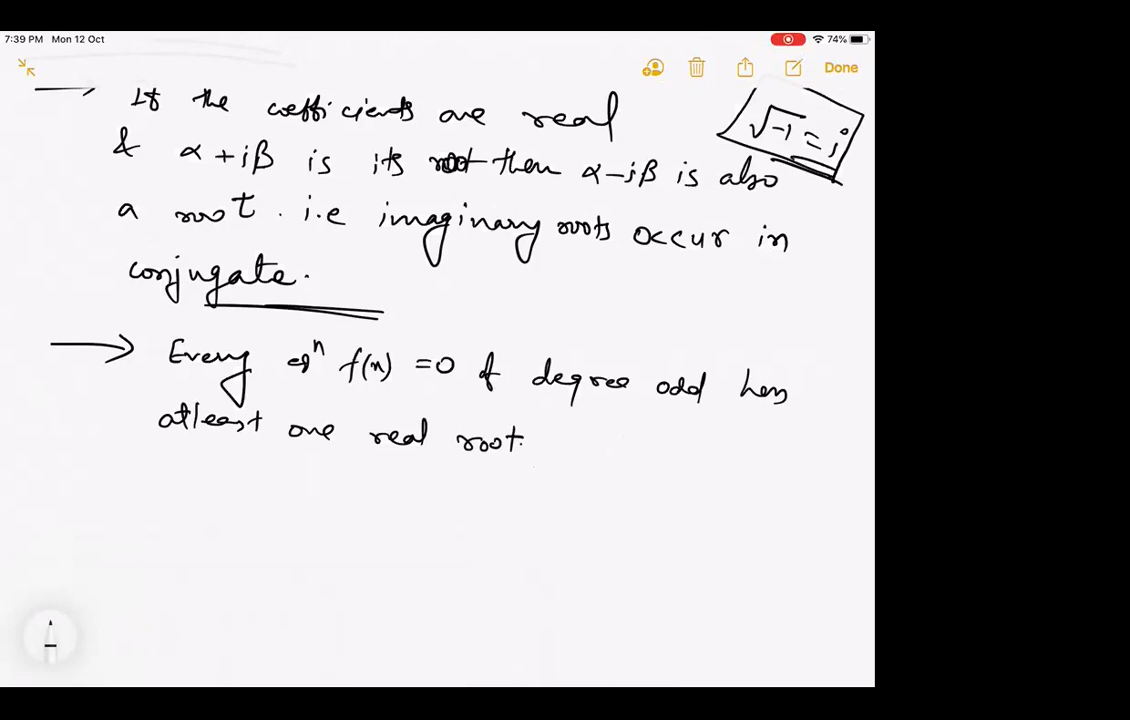 7:39 PM Mon 12 Oct
74%
Done
If the coefficients are real
√-1 = i
& α+iβ is its root then α-iβ is also
a root. i.e imaginary roots occur in
conjugate.
→ Every eqⁿ f(x) = 0 of degree odd has
atleast one real root.